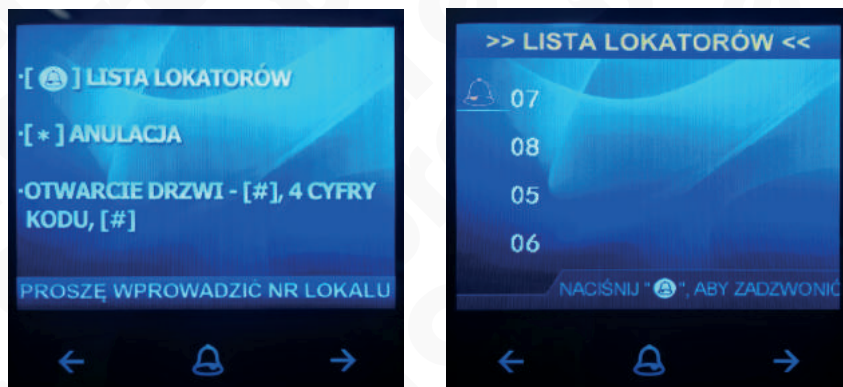 ·[ 🔔 ] LISTA LOKATORÓW
·[ * ] ANULACJA
·OTWARCIE DRZWI - [#], 4 CYFRY
KODU, [#]
PROSZĘ WPROWADZIĆ NR LOKALU
>> LISTA LOKATORÓW <<
07
08
05
06
NACIŚNIJ "🔔", ABY ZADZWONIĆ